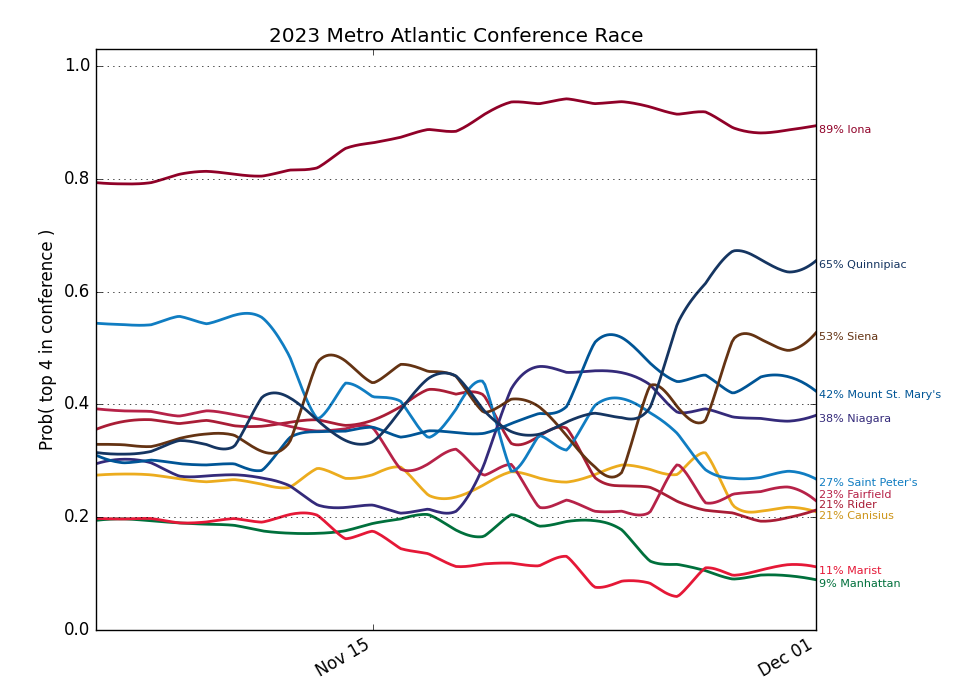 2023 Metro Atlantic Conference Race
Prob( top 4 in conference )
1.0
0.8
0.6
0.4
0.2
0.0
Nov 15
Dec 01
89% Iona
65% Quinnipiac
53% Siena
42% Mount St. Mary's
38% Niagara
27% Saint Peter's
23% Fairfield
21% Rider
21% Canisius
11% Marist
9% Manhattan